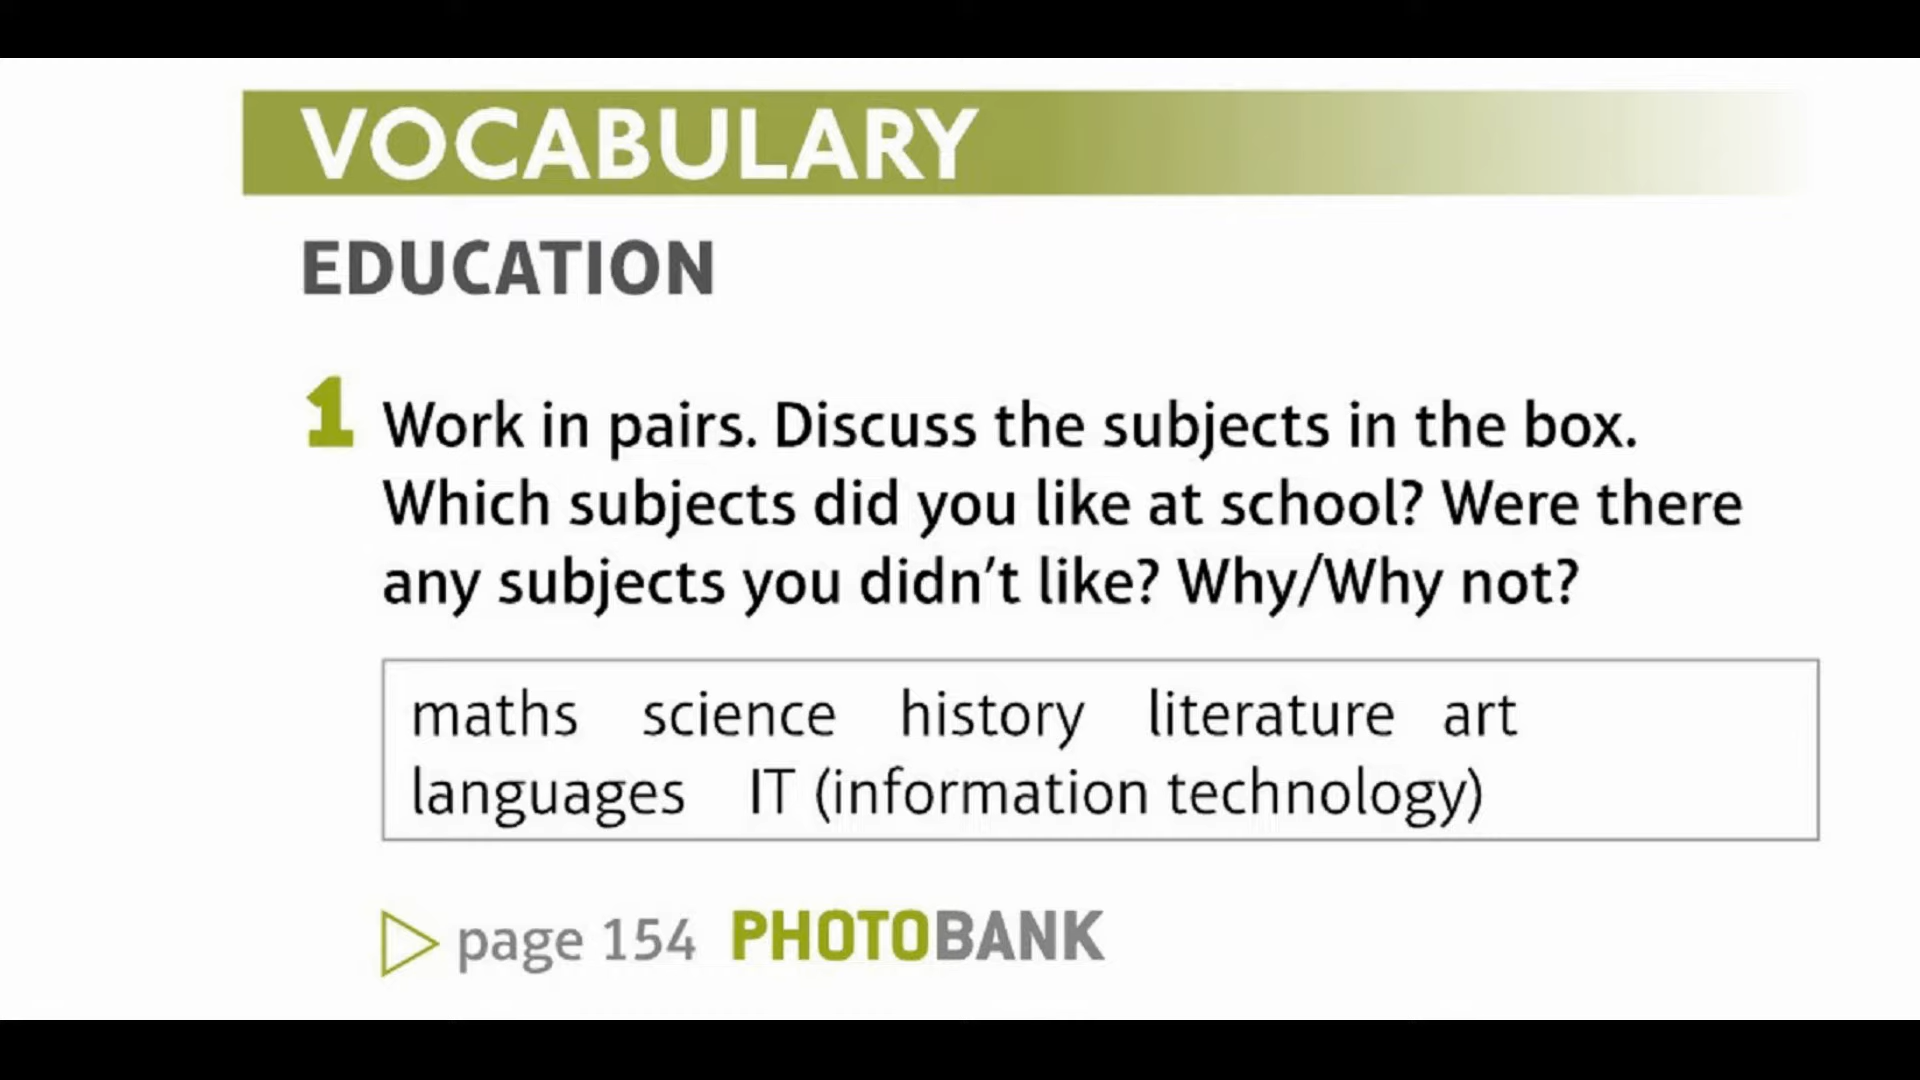 VOCABULARY
EDUCATION
1 Work in pairs. Discuss the subjects in the box.
Which subjects did you like at school? Were there
any subjects you didn’t like? Why/Why not?
maths science history literature art
languages IT (information technology)
page 154 PHOTOBANK